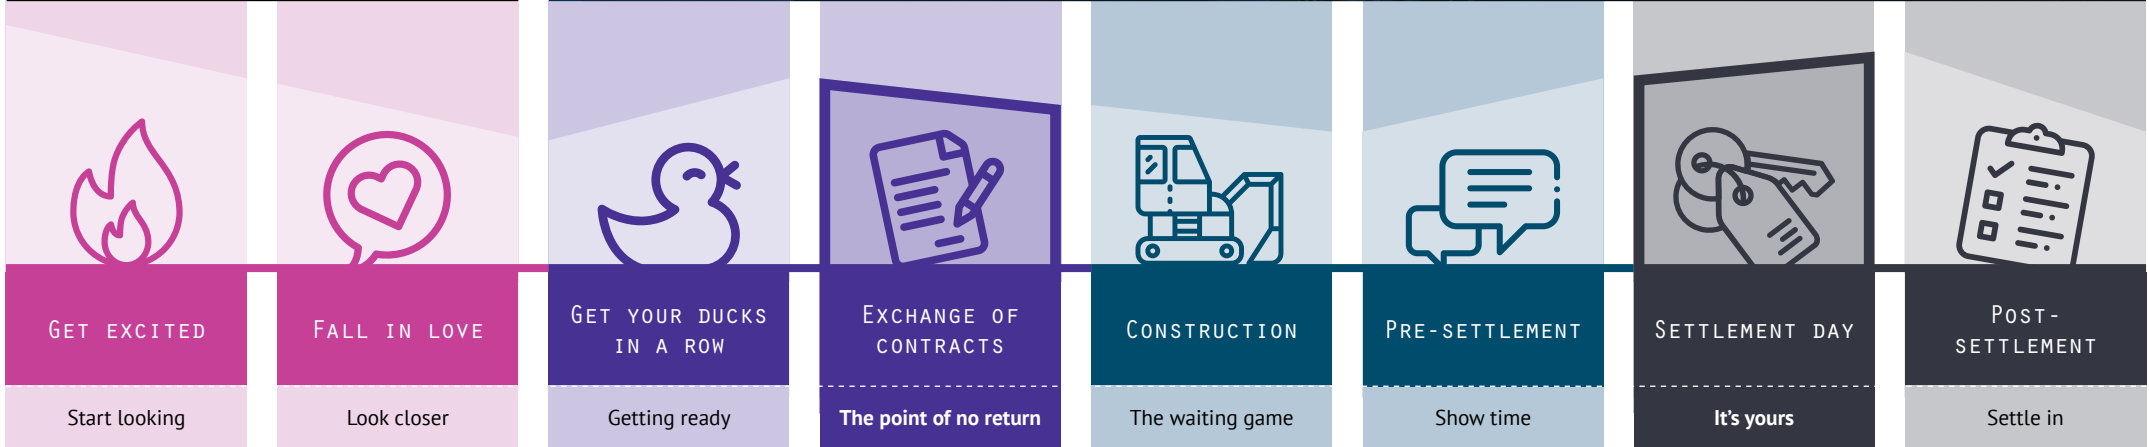 Get excited
Start looking
Fall in love
Look closer
Get your ducks
in a row
Getting ready
Exchange of
contracts
The point of no return
Construction
The waiting game
Pre-settlement
Show time
Settlement day
It's yours
Post-
settlement
Settle in